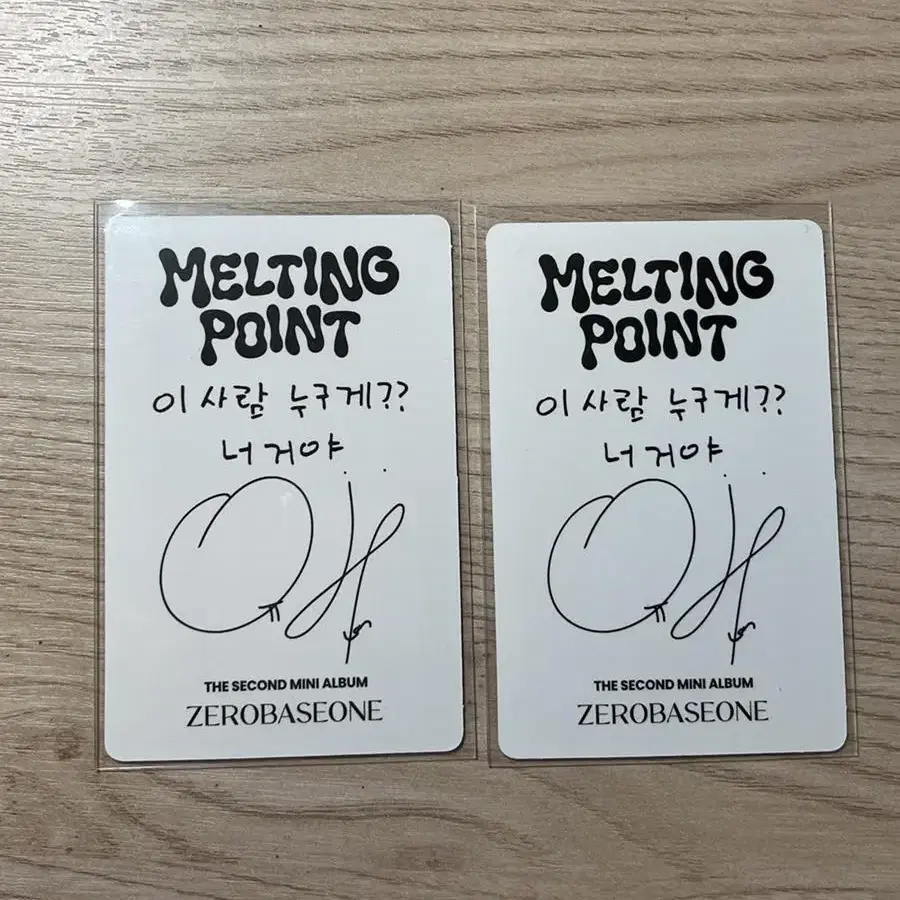 MELTING
POINT
이 사람 누구게??
너 거야
THE SECOND MINI ALBUM
ZEROBASEONE
MELTING
POINT
이 사람 누구게??
너 거야
THE SECOND MINI ALBUM
ZEROBASEONE